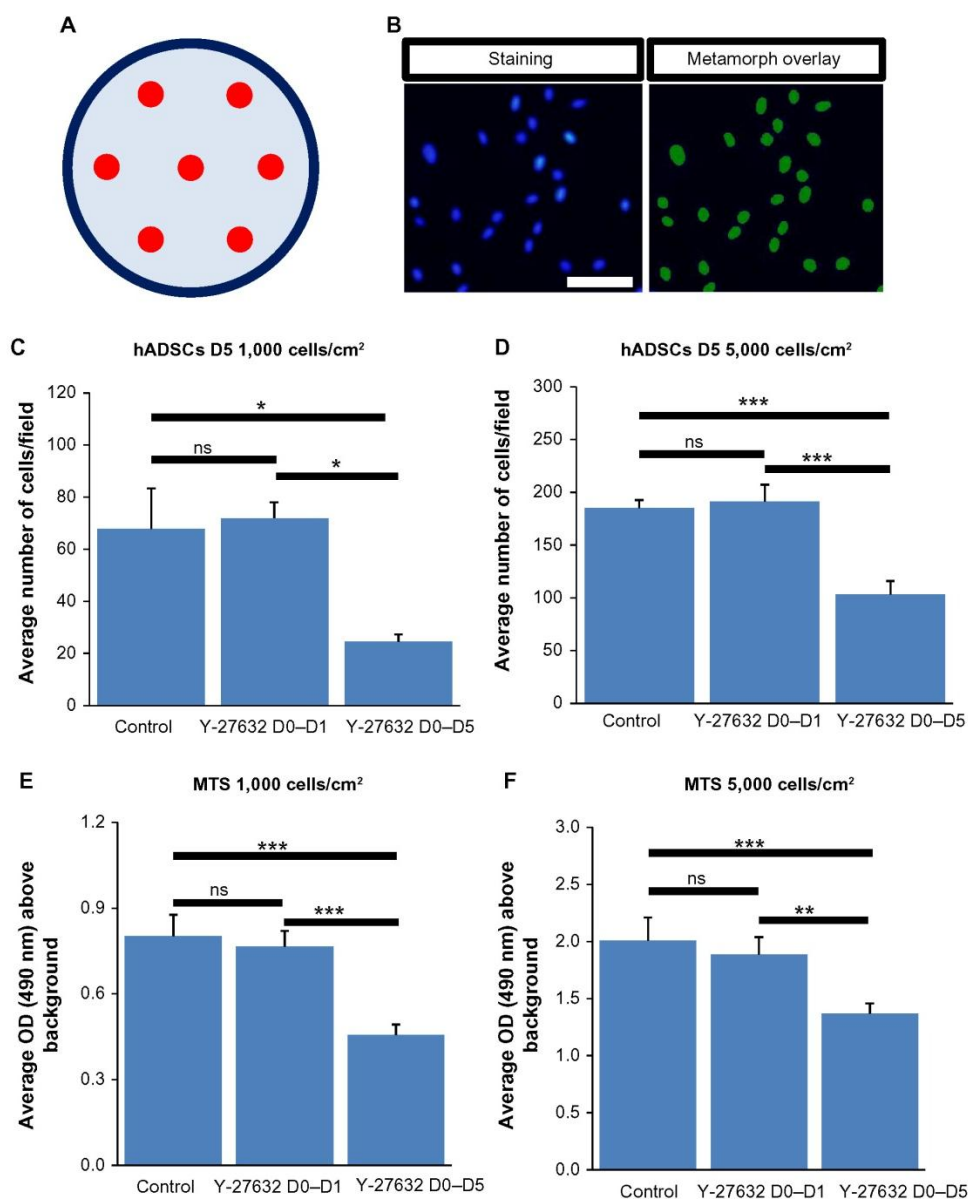 A
B
Staining
Metamorph overlay
C
hADSCs D5 1,000 cells/cm²
Average number of cells/field
120
100
80
60
40
20
0
*
ns
*
Control
Y-27632 D0–D1
Y-27632 D0–D5
D
hADSCs D5 5,000 cells/cm²
Average number of cells/field
300
250
200
150
100
50
0
***
ns
***
Control
Y-27632 D0–D1
Y-27632 D0–D5
E
MTS 1,000 cells/cm²
Average OD (490 nm) above
background
1.2
0.9
0.6
0.3
0.0
***
ns
***
Control
Y-27632 D0–D1
Y-27632 D0–D5
F
MTS 5,000 cells/cm²
Average OD (490 nm) above
background
3.0
2.5
2.0
1.5
1.0
0.5
0.0
***
ns
**
Control
Y-27632 D0–D1
Y-27632 D0–D5